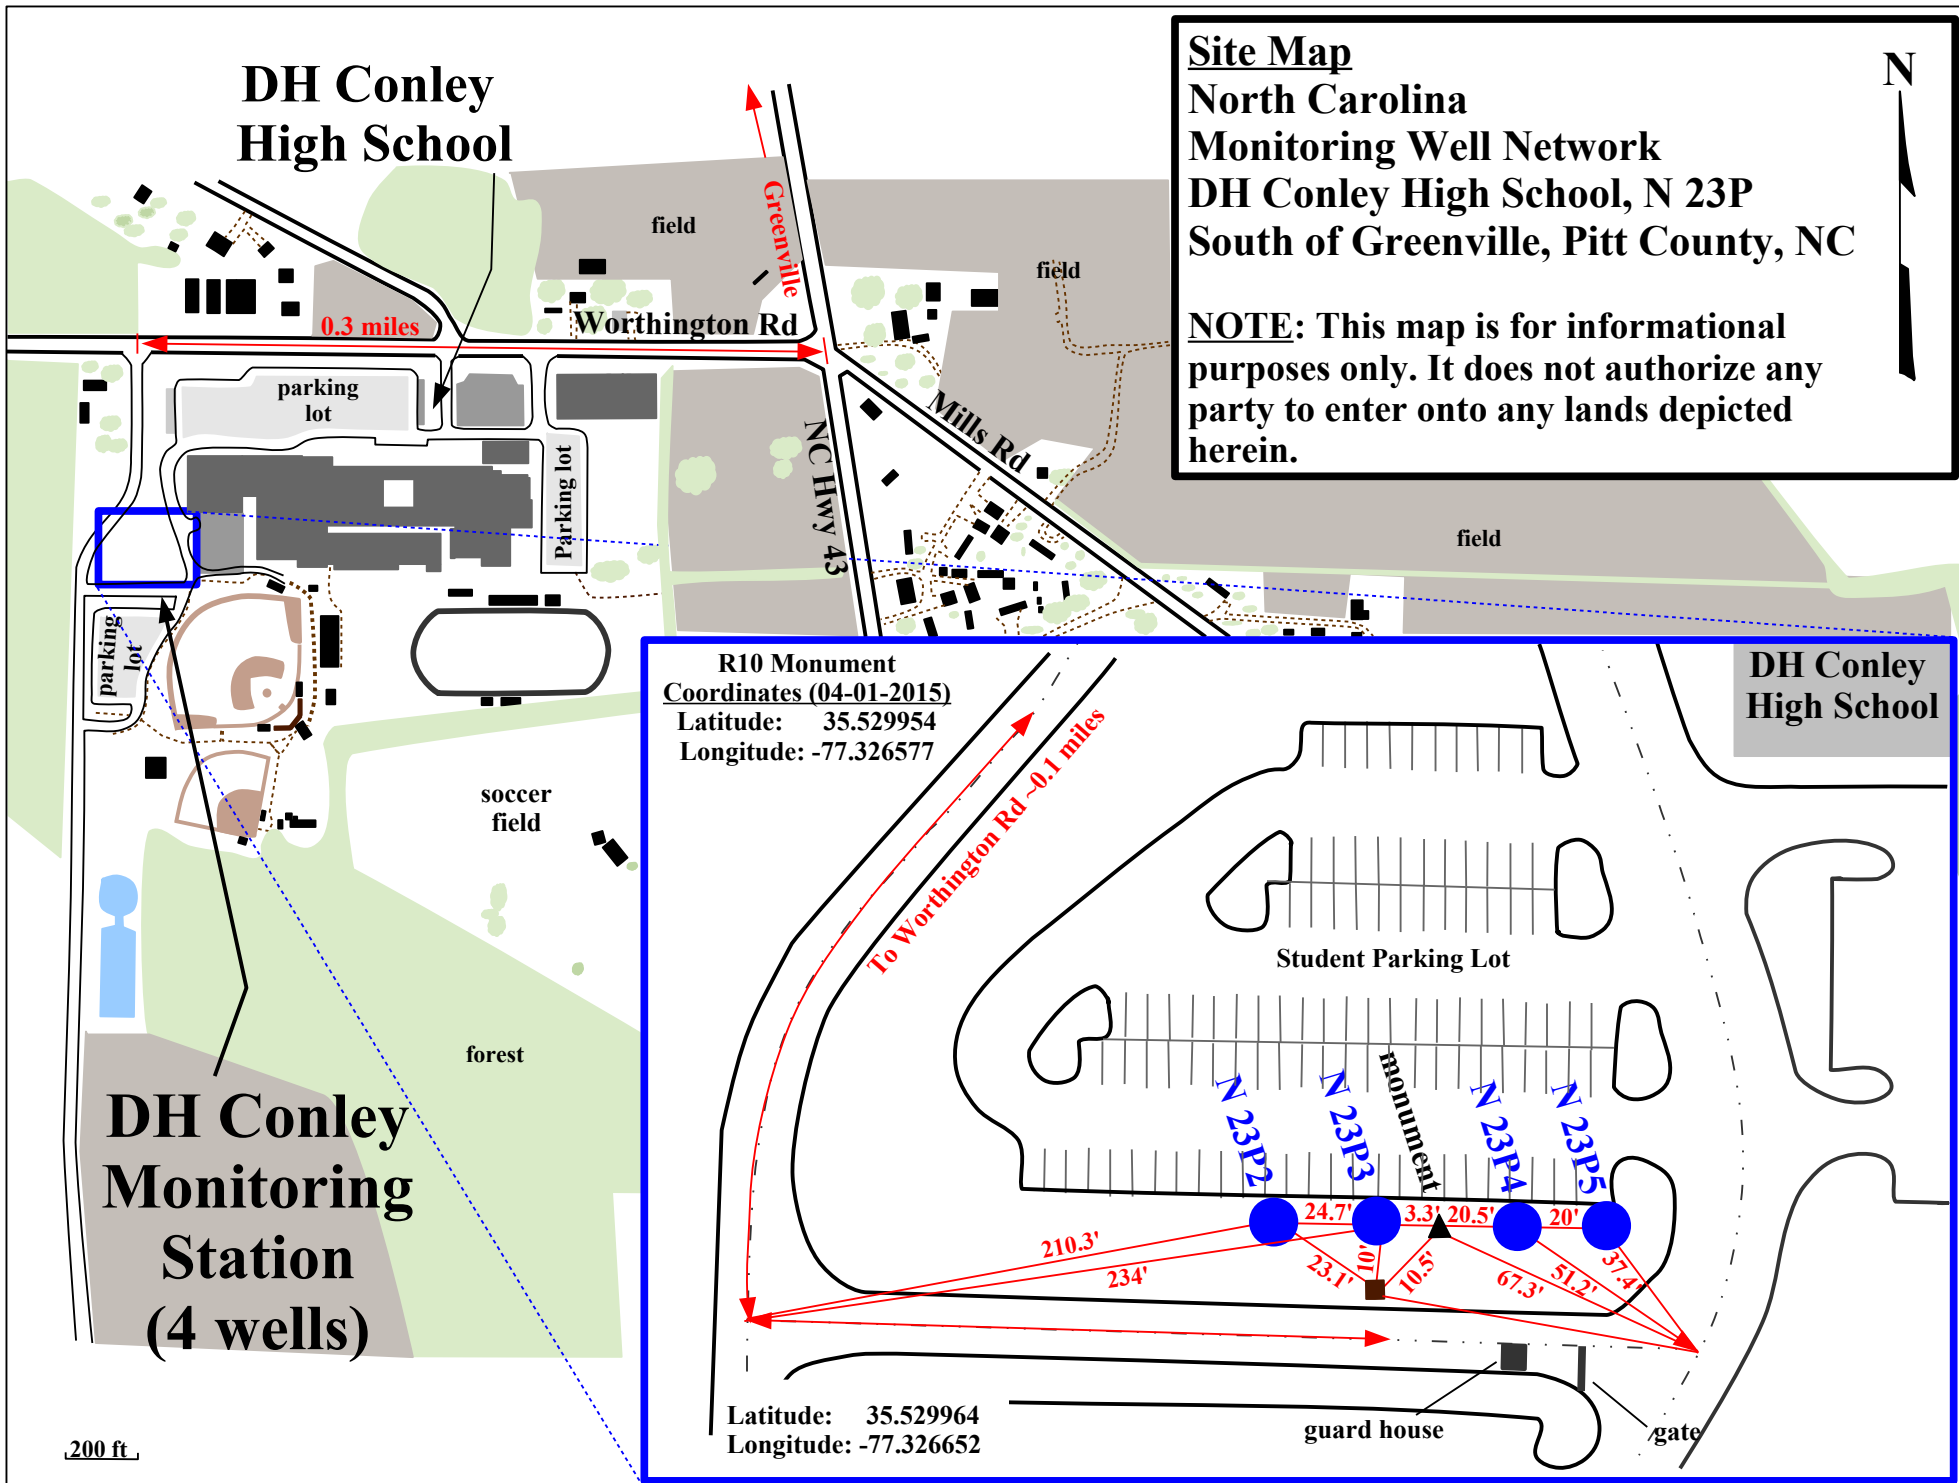 DH Conley
High School
Site Map
North Carolina
Monitoring Well Network
DH Conley High School, N 23P
South of Greenville, Pitt County, NC
NOTE: This map is for informational
purposes only. It does not authorize any
party to enter onto any lands depicted
herein.
N
field
Greenville
field
0.3 miles
Worthington Rd
parking
lot
Mills Rd
NC Hwy 43
Parking lot
field
parking
lot
soccer
field
forest
DH Conley
Monitoring
Station
(4 wells)
200 ft
R10 Monument
Coordinates (04-01-2015)
Latitude: 35.529954
Longitude: -77.326577
DH Conley
High School
To Worthington Rd ~0.1 miles
Student Parking Lot
N 23P2
N 23P3
monument
N 23P4
N 23P5
24.7'
3.3'
20.5'
20'
210.3'
234'
23.1'
10'
10.5'
67.3'
51.2'
37.4'
Latitude: 35.529964
Longitude: -77.326652
guard house
gate